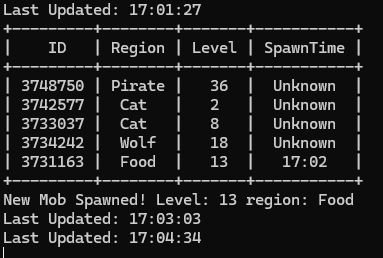 Last Updated: 17:01:27
+---------+--------+-------+-----------+
|    ID   | Region | Level | SpawnTime |
+---------+--------+-------+-----------+
| 3748750 | Pirate |   36  |  Unknown  |
| 3742577 |  Cat   |   2   |  Unknown  |
| 3733037 |  Cat   |   8   |  Unknown  |
| 3734242 |  Wolf  |   18  |  Unknown  |
| 3731163 |  Food  |   13  |   17:02   |
+---------+--------+-------+-----------+
New Mob Spawned! Level: 13 region: Food
Last Updated: 17:03:03
Last Updated: 17:04:34